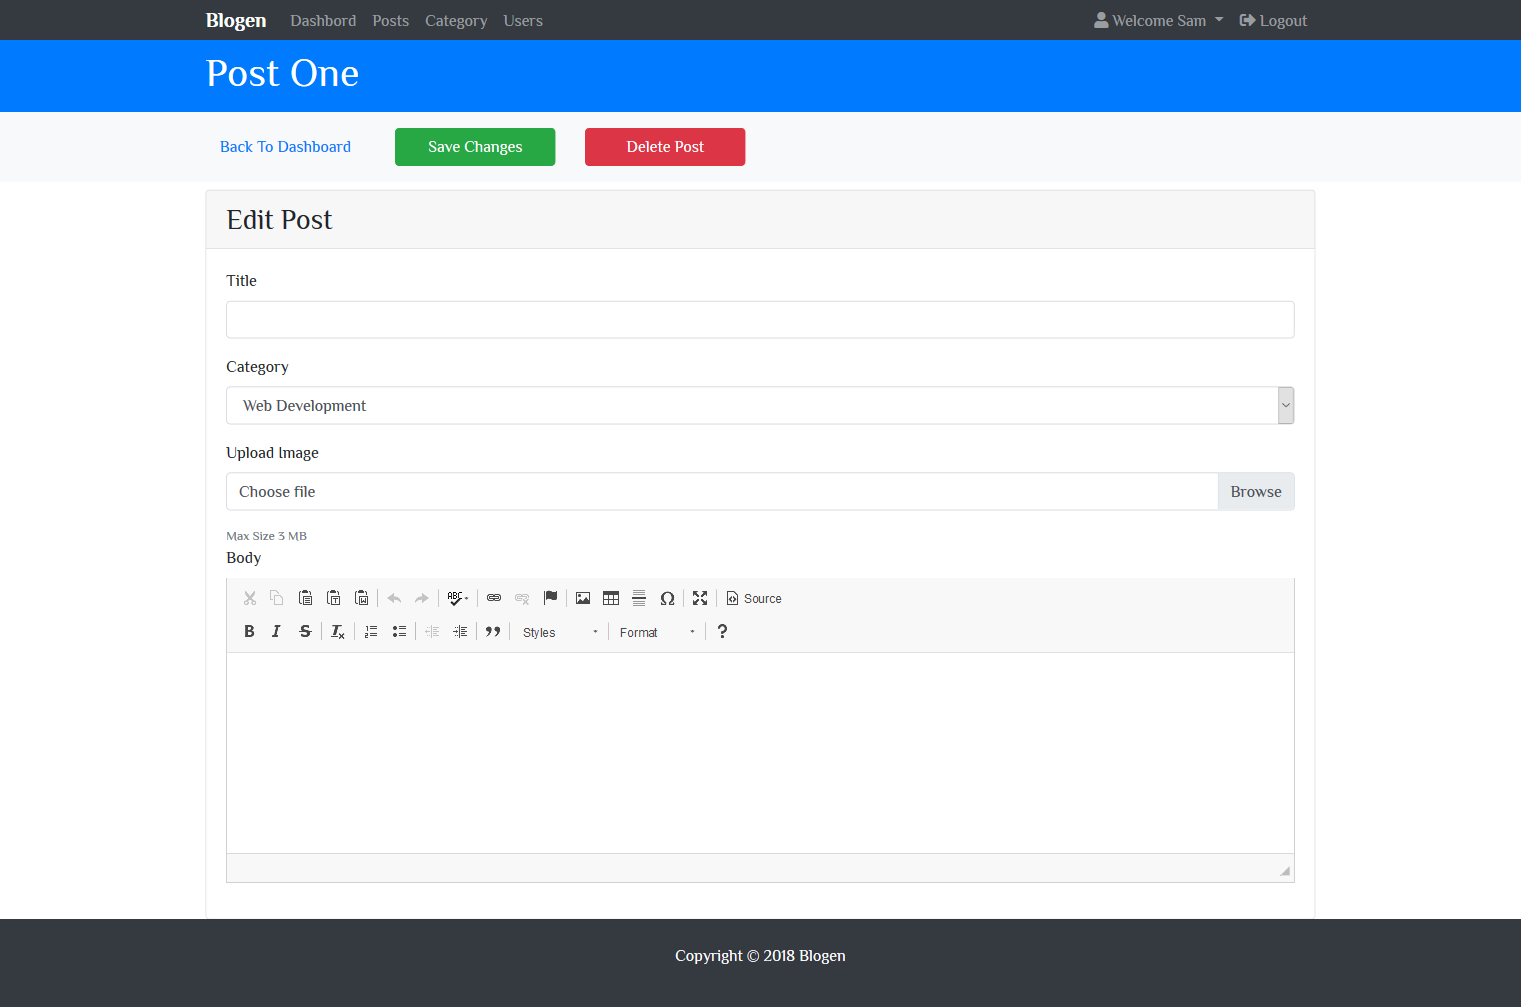 Blogen Dashbord Posts Category Users Welcome Sam Logout
Post One
Back To Dashboard Save Changes Delete Post
Edit Post
Title
Category
Web Development
Upload Image
Choose file Browse
Max Size 3 MB
Body
ABC Source
B I S Styles Format ?
Copyright © 2018 Blogen